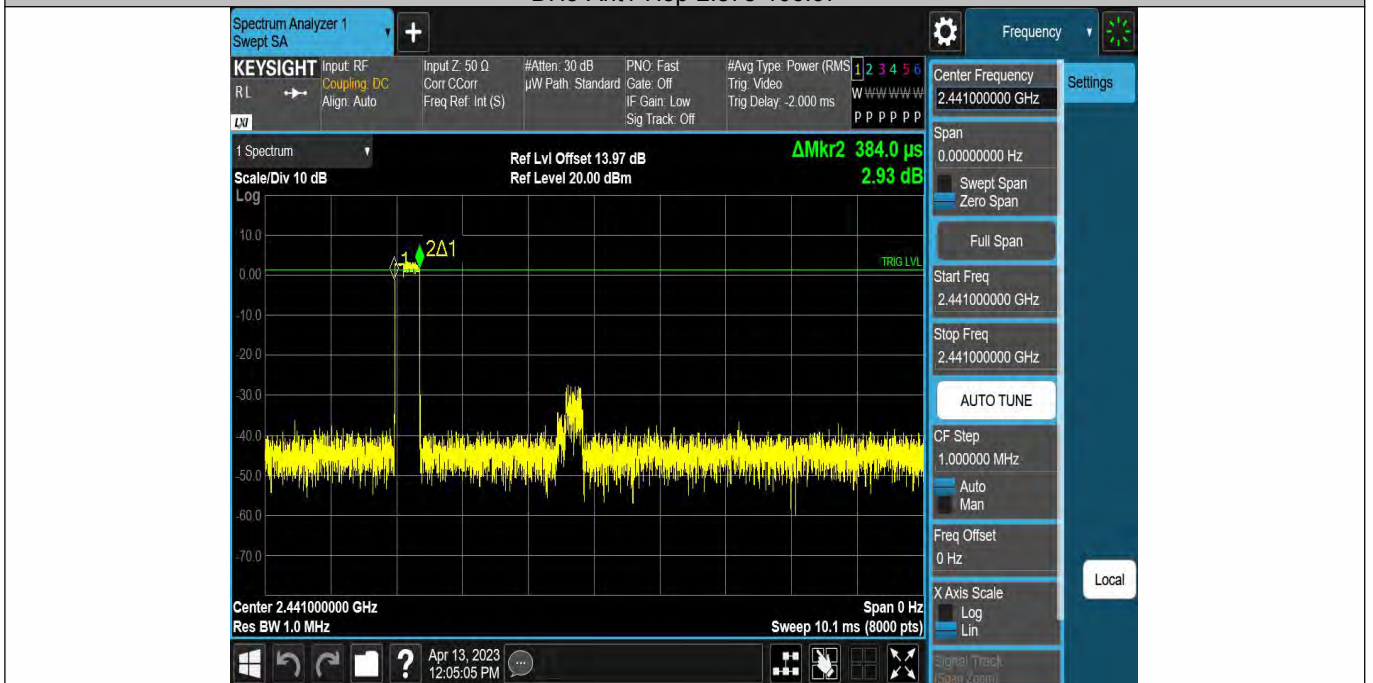 Spectrum Analyzer 1
Swept SA
+
Frequency
KEYSIGHT
RL
LXI
Input: RF
Coupling: DC
Align: Auto
Input Z: 50 Ω
Corr CCorr
Freq Ref: Int (S)
#Atten: 30 dB
µW Path: Standard
PNO: Fast
Gate: Off
IF Gain: Low
Sig Track: Off
#Avg Type: Power (RMS
Trig: Video
Trig Delay: -2.000 ms
1 2 3 4 5 6
W W W W W W
P P P P P P
1 Spectrum
Scale/Div 10 dB
Log
Ref Lvl Offset 13.97 dB
Ref Level 20.00 dBm
ΔMkr2 384.0 µs
2.93 dB
10.0
0.00
-10.0
-20.0
-30.0
-40.0
-50.0
-60.0
-70.0
1
2Δ1
TRIG LVL
Center 2.441000000 GHz
Res BW 1.0 MHz
Span 0 Hz
Sweep 10.1 ms (8000 pts)
Center Frequency
2.441000000 GHz
Settings
Span
0.00000000 Hz
Swept Span
Zero Span
Full Span
Start Freq
2.441000000 GHz
Stop Freq
2.441000000 GHz
AUTO TUNE
CF Step
1.000000 MHz
Auto
Man
Freq Offset
0 Hz
X Axis Scale
Log
Lin
Local
Signal Track
(Span Zoom)
?
Apr 13, 2023
12:05:05 PM